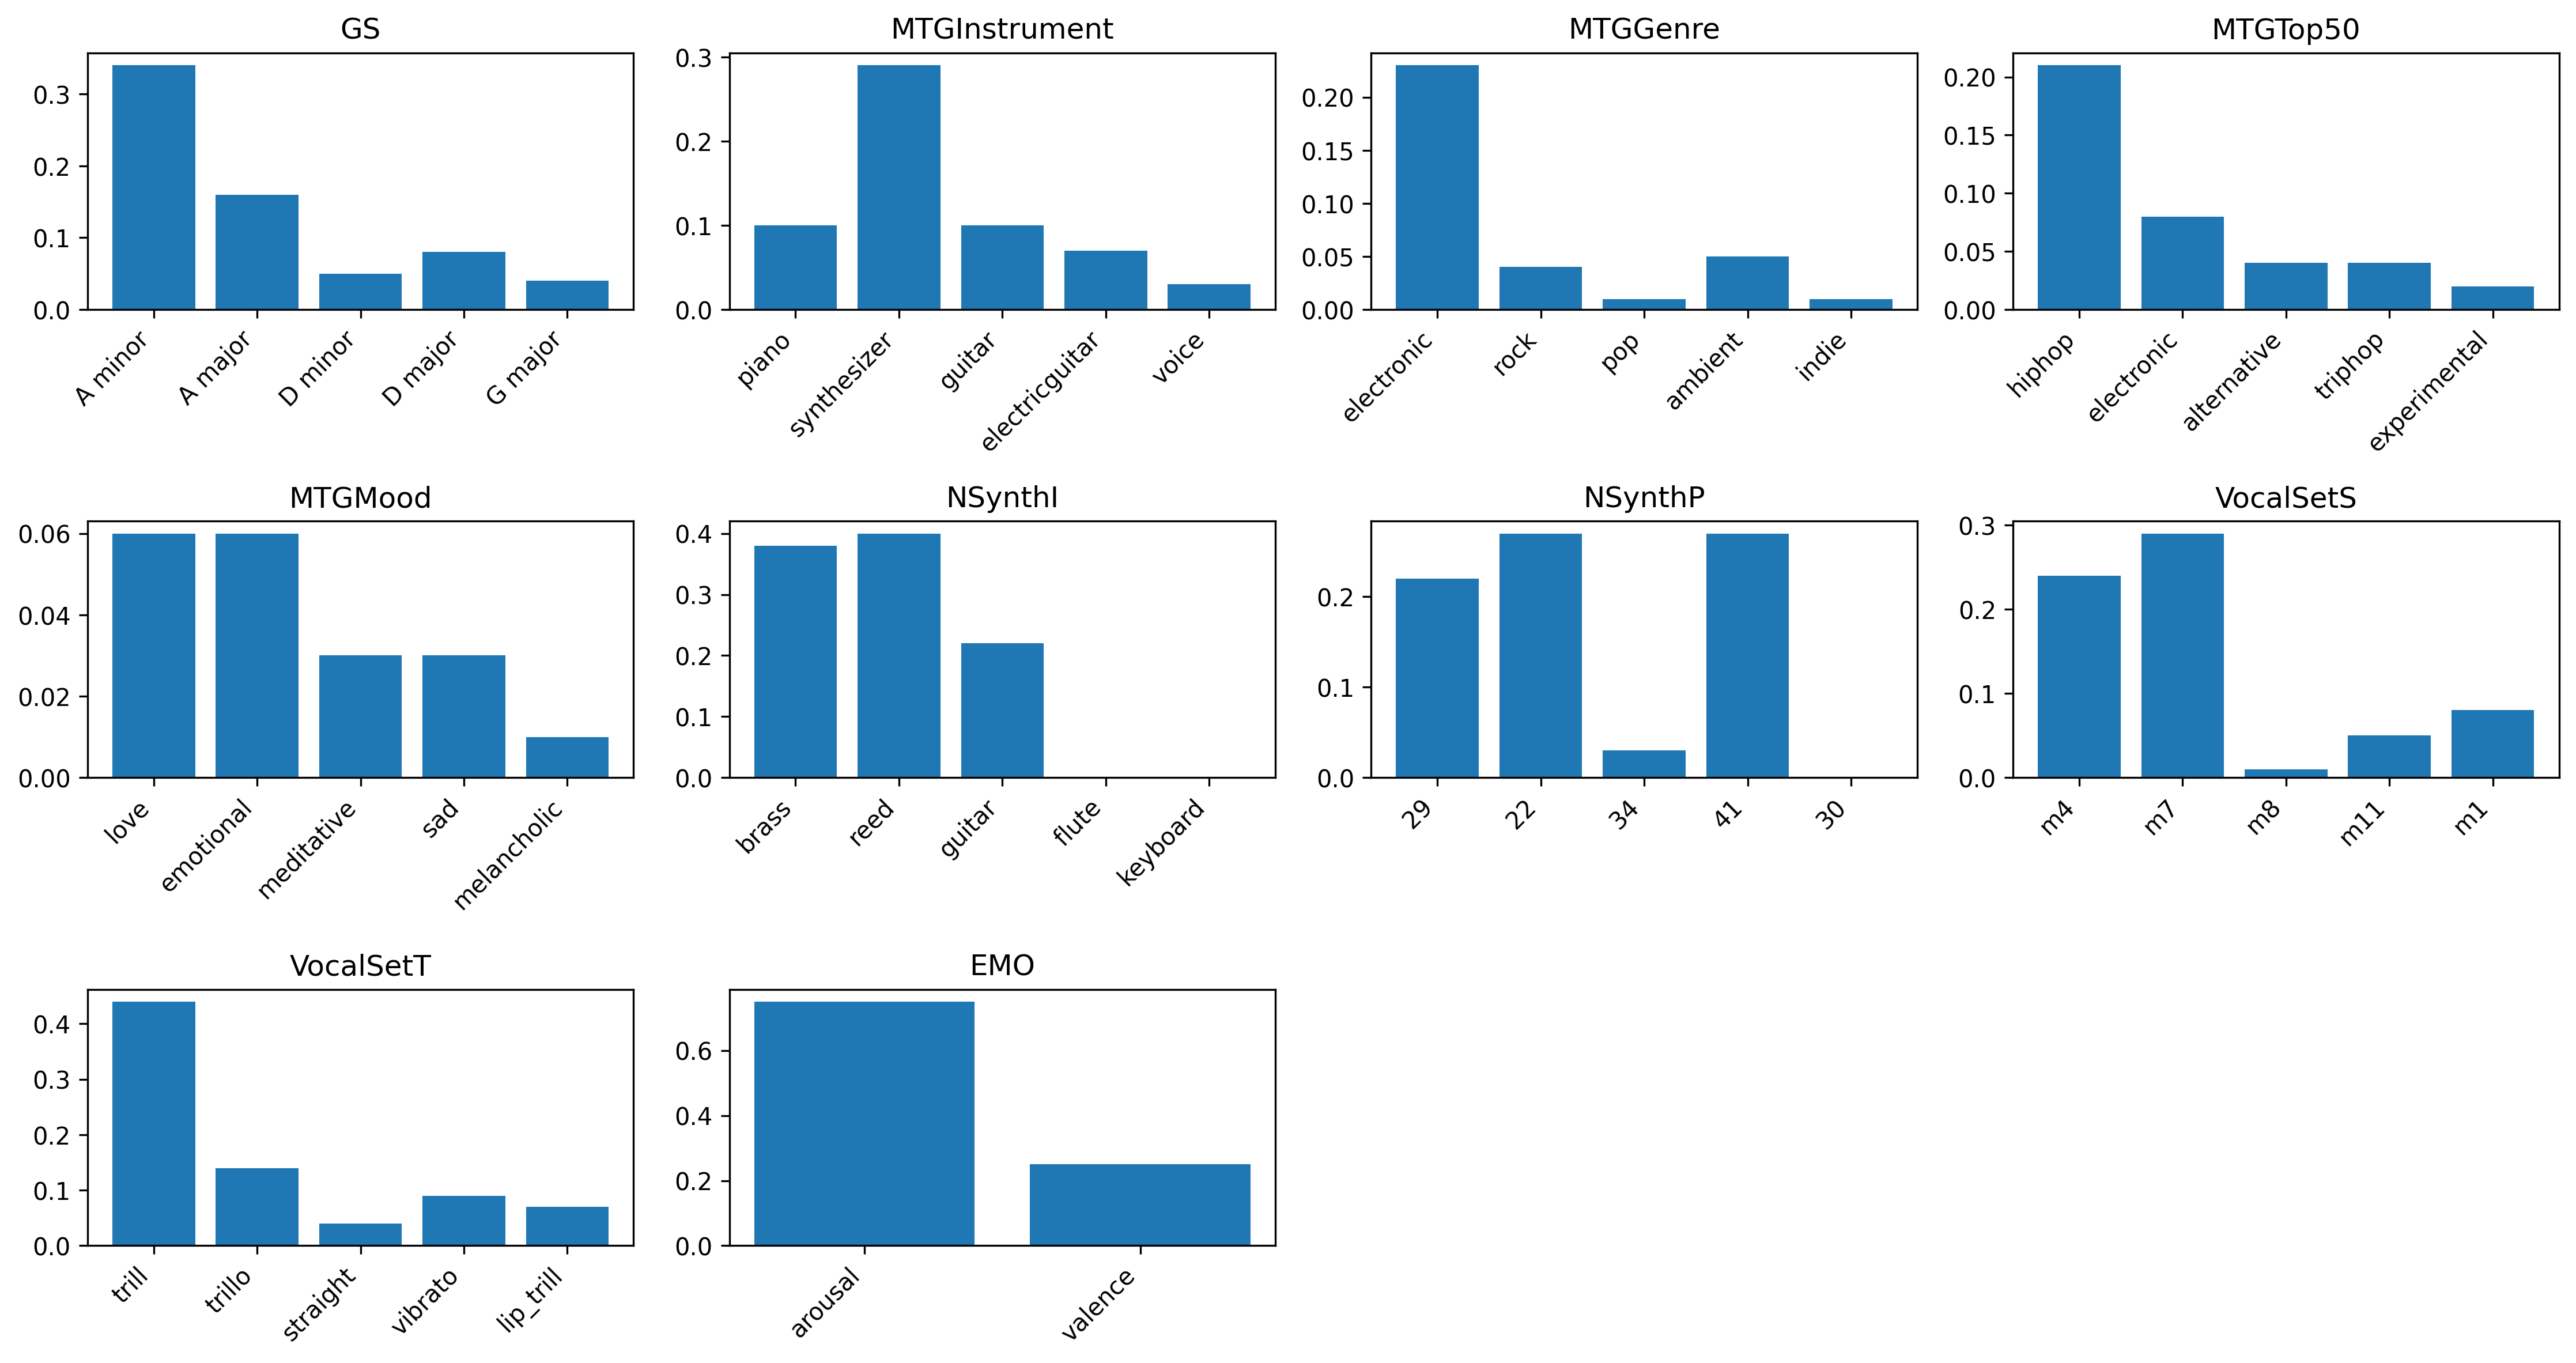 GS
0.3
0.2
0.1
0.0
A minor
A major
D minor
D major
G major
MTGInstrument
0.3
0.2
0.1
0.0
piano
synthesizer
guitar
electricguitar
voice
MTGGenre
0.20
0.15
0.10
0.05
0.00
electronic
rock
pop
ambient
indie
MTGTop50
0.20
0.15
0.10
0.05
0.00
hiphop
electronic
alternative
triphop
experimental
MTGMood
0.06
0.04
0.02
0.00
love
emotional
meditative
sad
melancholic
NSynthI
0.4
0.3
0.2
0.1
0.0
brass
reed
guitar
flute
keyboard
NSynthP
0.2
0.1
0.0
29
22
34
41
30
VocalSetS
0.3
0.2
0.1
0.0
m4
m7
m8
m11
m1
VocalSetT
0.4
0.3
0.2
0.1
0.0
trill
trillo
straight
vibrato
lip_trill
EMO
0.6
0.4
0.2
0.0
arousal
valence